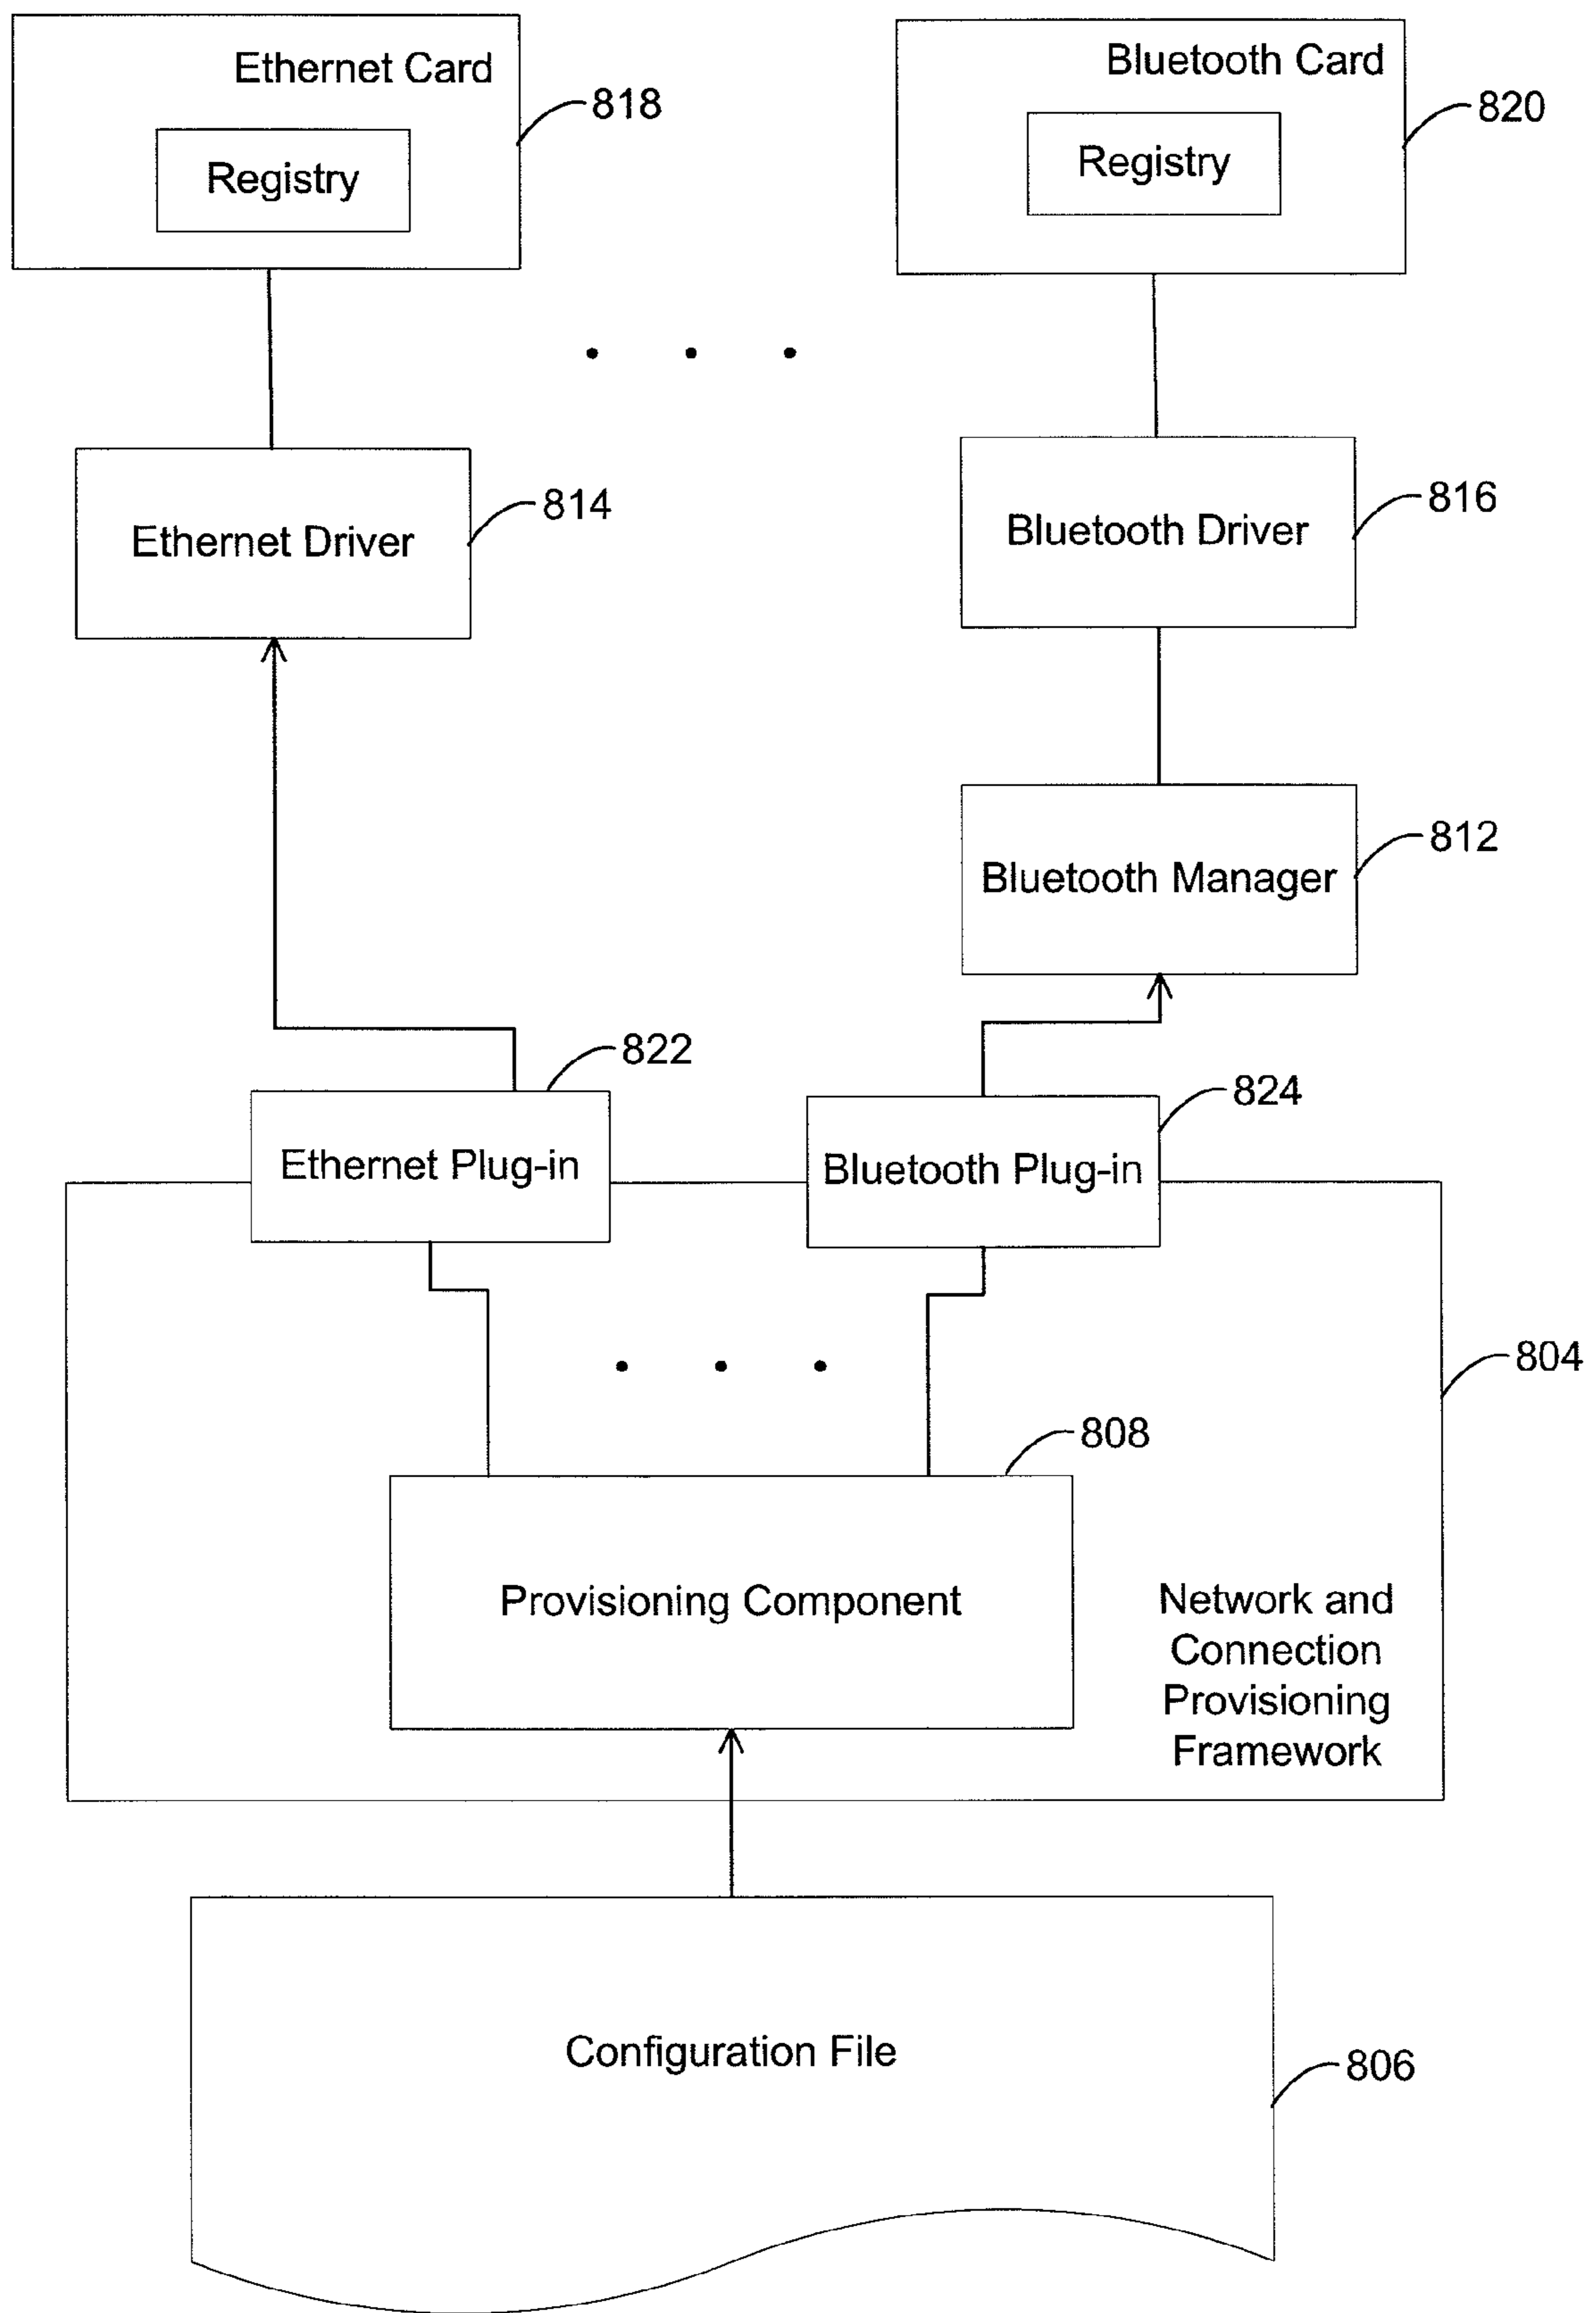 Ethernet Card
818
Registry
Bluetooth Card
820
Registry
Ethernet Driver
814
Bluetooth Driver
816
Bluetooth Manager
812
Ethernet Plug-in
822
Bluetooth Plug-in
824
804
808
Provisioning Component
Network and
Connection
Provisioning
Framework
Configuration File
806